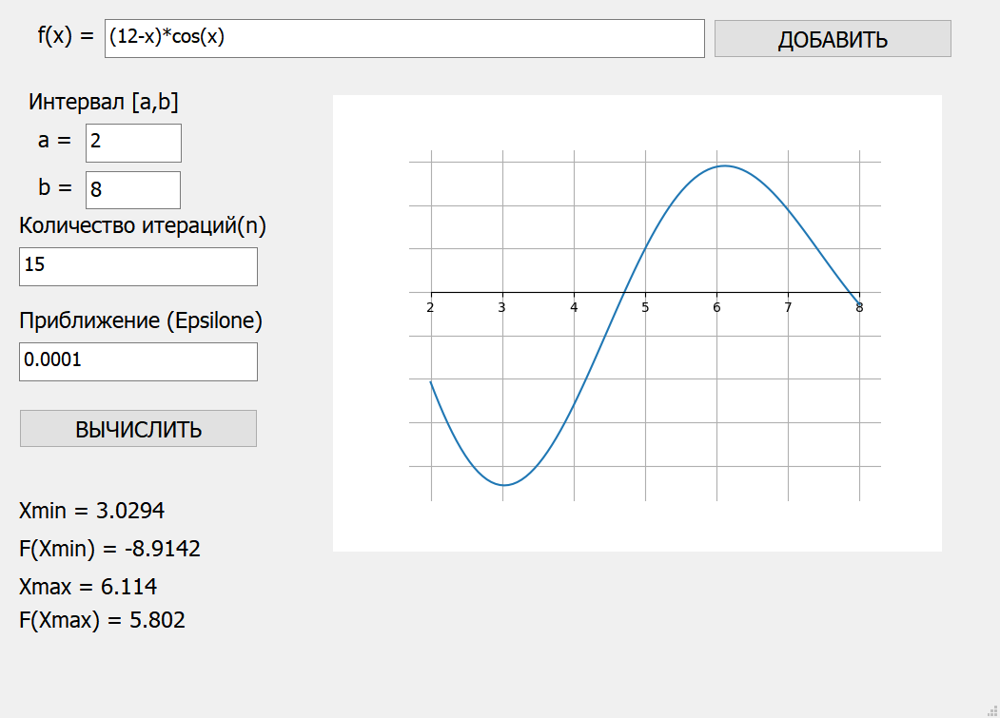 f(x) = (12-x)*cos(x) ДОБАВИТЬ
Интервал [a,b]
a = 2
b = 8
Количество итераций(n)
15
Приближение (Epsilone)
0.0001
ВЫЧИСЛИТЬ
Xmin = 3.0294
F(Xmin) = -8.9142
Xmax = 6.114
F(Xmax) = 5.802
2 3 4 5 6 7 8